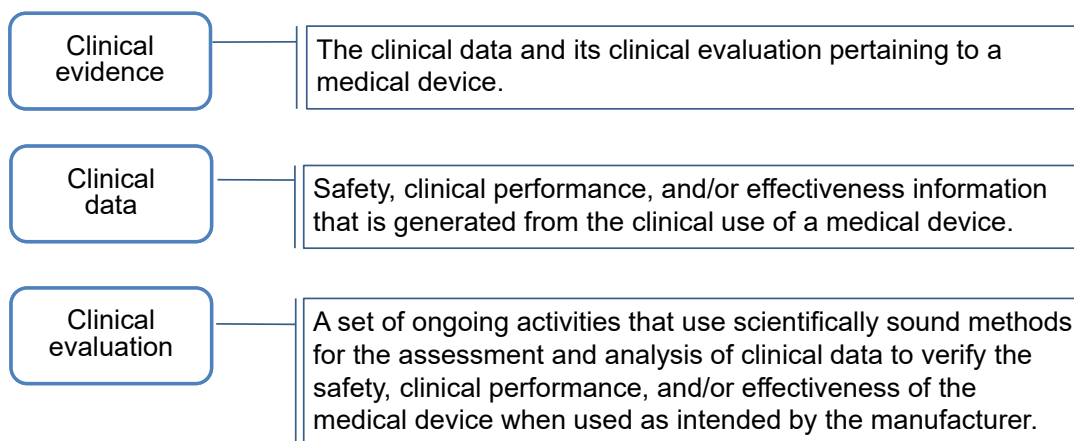 Clinical
evidence
The clinical data and its clinical evaluation pertaining to a
medical device.
Clinical
data
Safety, clinical performance, and/or effectiveness information
that is generated from the clinical use of a medical device.
Clinical
evaluation
A set of ongoing activities that use scientifically sound methods
for the assessment and analysis of clinical data to verify the
safety, clinical performance, and/or effectiveness of the
medical device when used as intended by the manufacturer.